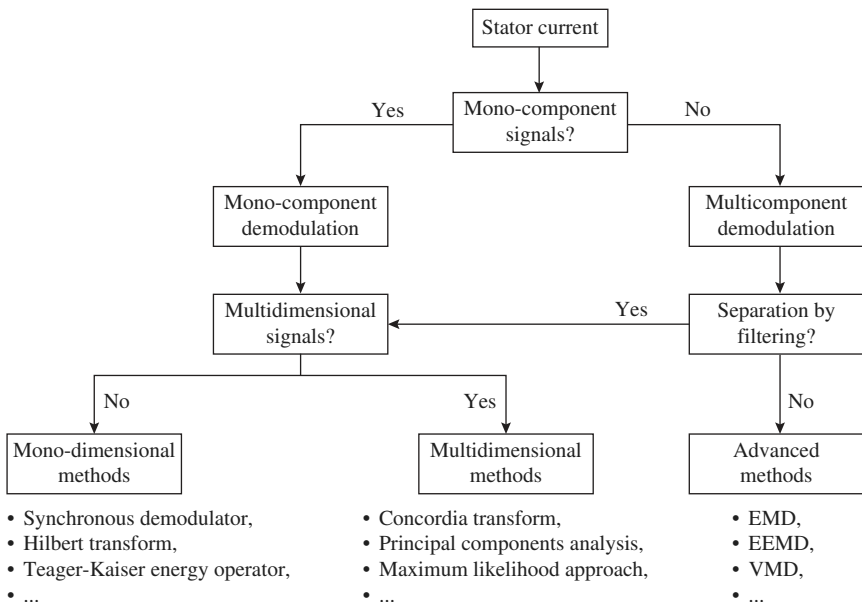 Stator current
Yes
Mono-component
signals?
No
Mono-component
demodulation
Multicomponent
demodulation
Multidimensional
signals?
Yes
Separation by
filtering?
No
Yes
No
Mono-dimensional
methods
Multidimensional
methods
Advanced
methods
• Synchronous demodulator,
• Hilbert transform,
• Teager-Kaiser energy operator,
• ...
• Concordia transform,
• Principal components analysis,
• Maximum likelihood approach,
• ...
• EMD,
• EEMD,
• VMD,
• ...